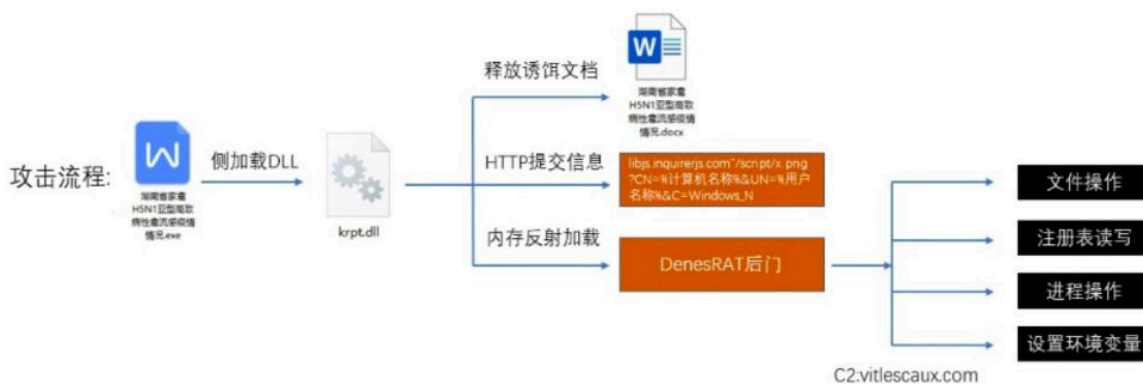 攻击流程:
湖南省家禽
H5N1亚型高致
病性禽流感疫情
情况.exe
侧加载DLL
krpt.dll
释放诱饵文档
W
湖南省家禽
H5N1亚型高致
病性禽流感疫情
情况.docx
HTTP提交信息
libjs.inquirerjs.com"/script/x.png
?CN=%计算机名称%&UN=%用户
名称%&C=Windows_N
内存反射加载
DenesRAT后门
文件操作
注册表读写
进程操作
设置环境变量
C2:vitlescaux.com